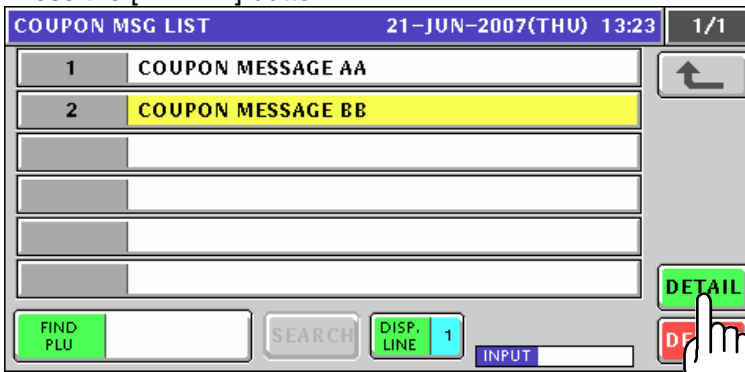 COUPON MSG LIST 21-JUN-2007(THU) 13:23 1/1
1 COUPON MESSAGE AA
2 COUPON MESSAGE BB
DETAIL
FIND PLU SEARCH DISP. LINE 1 INPUT